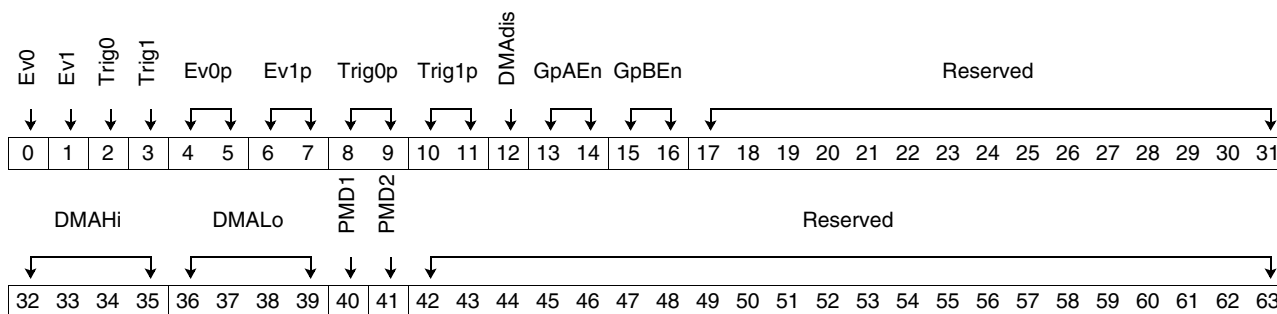 Ev0 Ev1 Trig0 Trig1 Ev0p Ev1p Trig0p Trig1p DMAdis GpAEn GpBEn Reserved
0 1 2 3 4 5 6 7 8 9 10 11 12 13 14 15 16 17 18 19 20 21 22 23 24 25 26 27 28 29 30 31
DMAHi DMALo PMD1 PMD2 Reserved
32 33 34 35 36 37 38 39 40 41 42 43 44 45 46 47 48 49 50 51 52 53 54 55 56 57 58 59 60 61 62 63